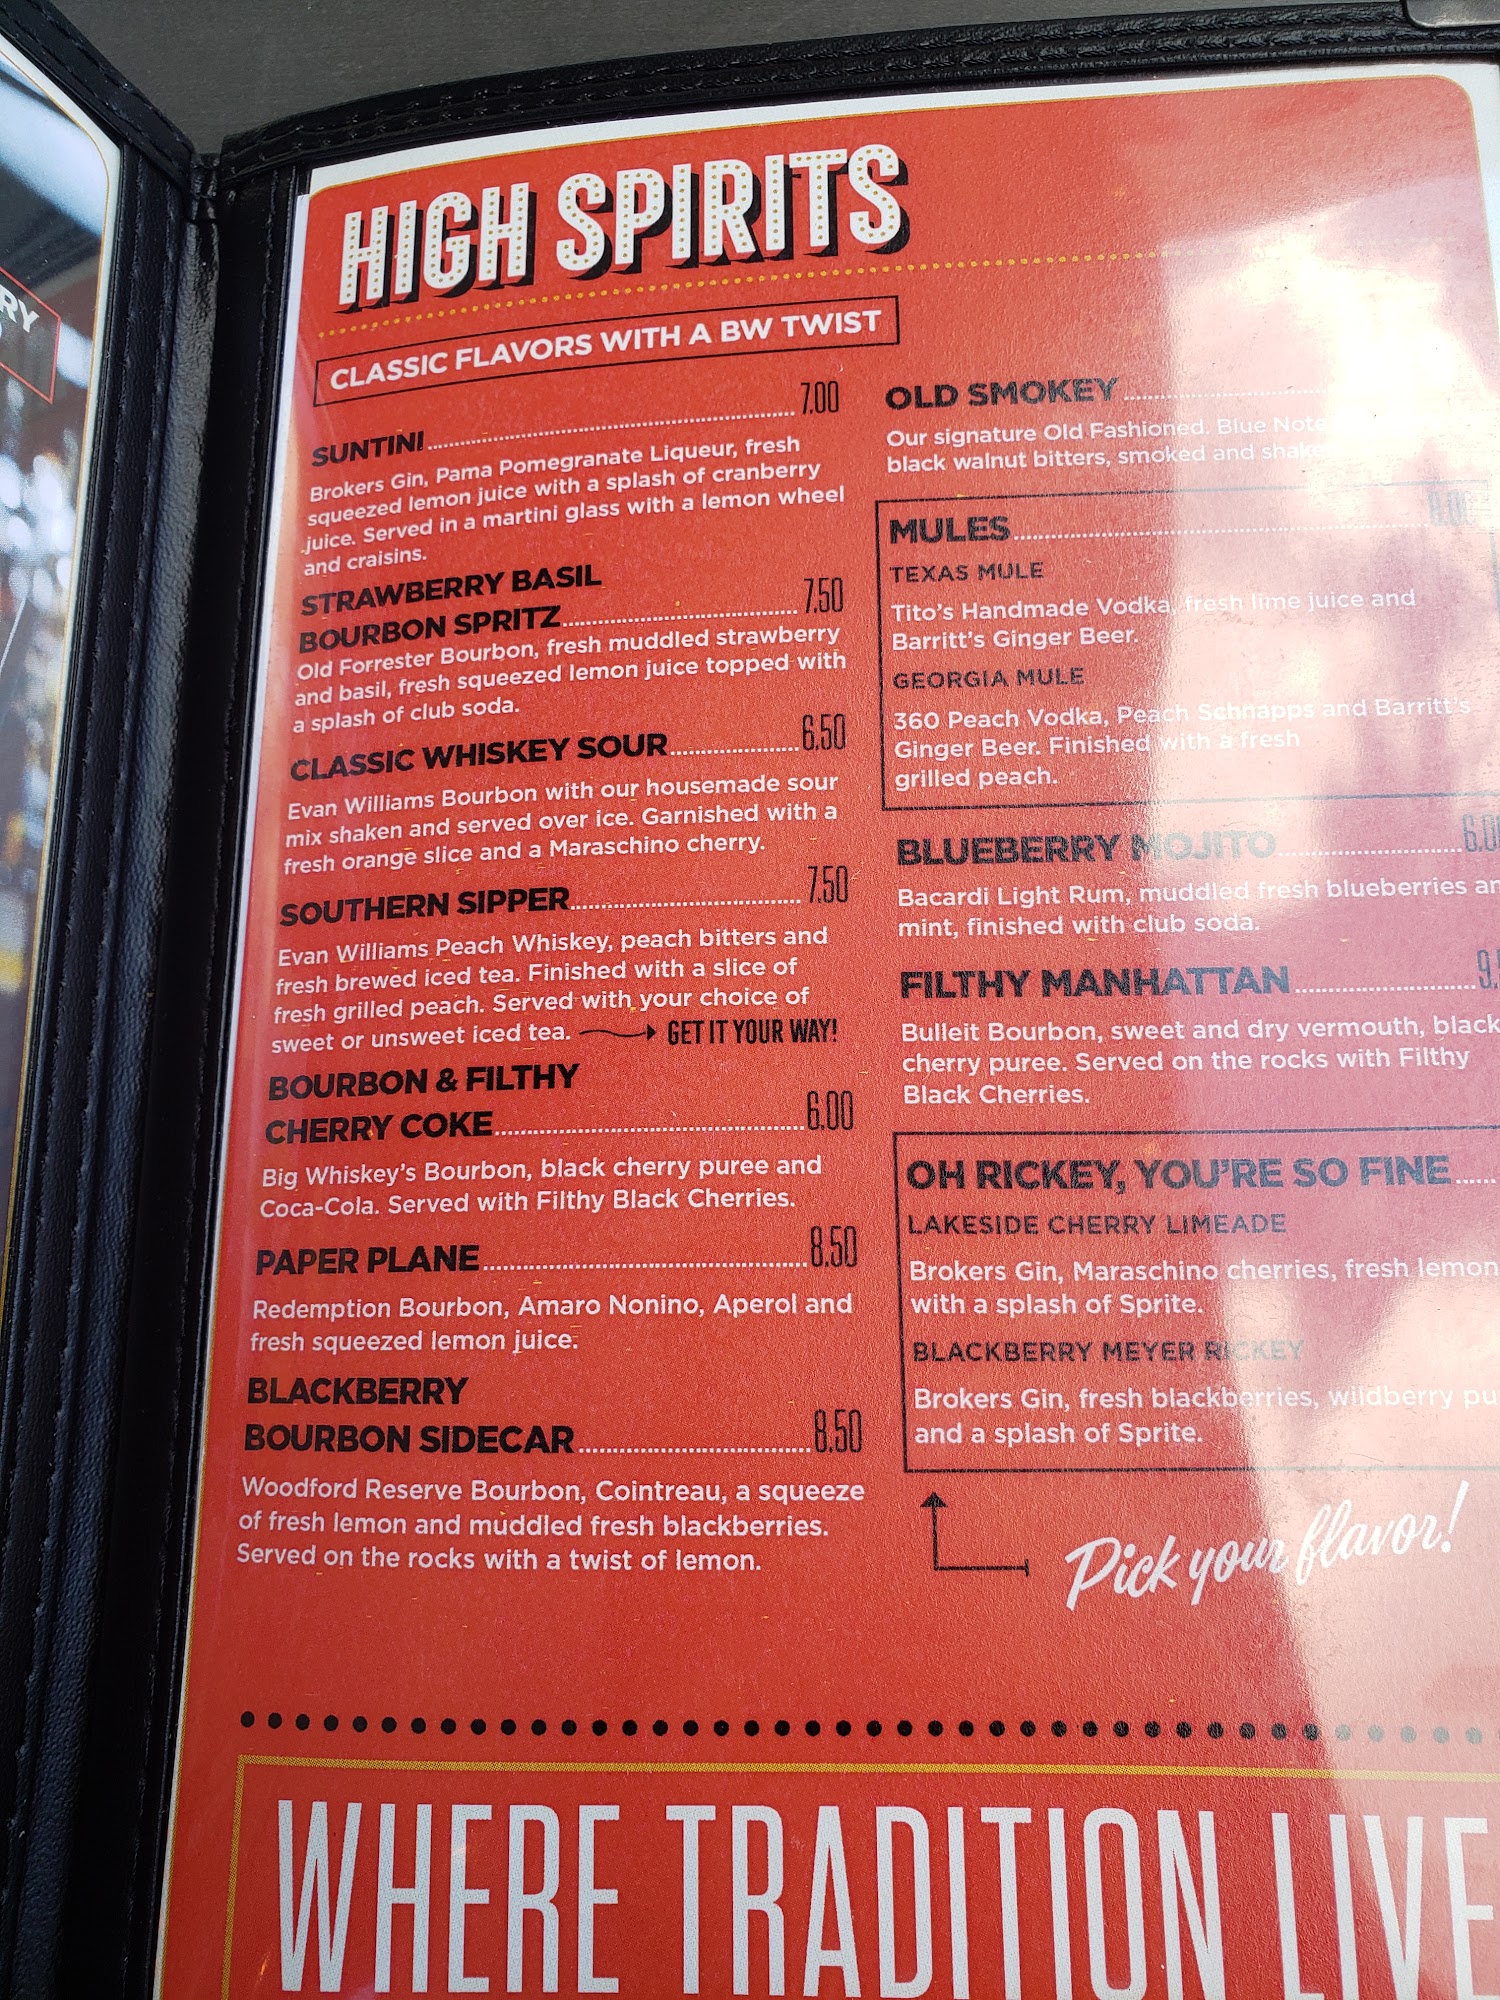 RY
HIGH SPIRITS
CLASSIC FLAVORS WITH A BW TWIST
SUNTINI 7.00
Brokers Gin, Pama Pomegranate Liqueur, fresh
squeezed lemon juice with a splash of cranberry
juice. Served in a martini glass with a lemon wheel
and craisins.
STRAWBERRY BASIL
BOURBON SPRITZ 7.50
Old Forrester Bourbon, fresh muddled strawberry
and basil, fresh squeezed lemon juice topped with
a splash of club soda.
CLASSIC WHISKEY SOUR 6.50
Evan Williams Bourbon with our housemade sour
mix shaken and served over ice. Garnished with a
fresh orange slice and a Maraschino cherry.
SOUTHERN SIPPER 7.50
Evan Williams Peach Whiskey, peach bitters and
fresh brewed iced tea. Finished with a slice of
fresh grilled peach. Served with your choice of
sweet or unsweet iced tea. GET IT YOUR WAY!
BOURBON & FILTHY
CHERRY COKE 6.00
Big Whiskey's Bourbon, black cherry puree and
Coca-Cola. Served with Filthy Black Cherries.
PAPER PLANE 8.50
Redemption Bourbon, Amaro Nonino, Aperol and
fresh squeezed lemon juice.
BLACKBERRY
BOURBON SIDECAR 8.50
Woodford Reserve Bourbon, Cointreau, a squeeze
of fresh lemon and muddled fresh blackberries.
Served on the rocks with a twist of lemon.
OLD SMOKEY
Our signature Old Fashioned. Blue Note
black walnut bitters, smoked and
MULES
TEXAS MULE
Tito's Handmade Vodka, fresh lime juice and
Barritt's Ginger Beer.
GEORGIA MULE
360 Peach Vodka, Peach Schnapps and Barritt's
Ginger Beer. Finished with a fresh
grilled peach.
BLUEBERRY MOJITO 6.00
Bacardi Light Rum, muddled fresh blueberries an
mint, finished with club soda.
FILTHY MANHATTAN 9.
Bulleit Bourbon, sweet and dry vermouth, black
cherry puree. Served on the rocks with Filthy
Black Cherries.
OH RICKEY, YOU'RE SO FINE
LAKESIDE CHERRY LIMEADE
Brokers Gin, Maraschino cherries, fresh lemon
with a splash of Sprite.
BLACKBERRY MEYER RICKEY
Brokers Gin, fresh blackberries, wildberry pu
and a splash of Sprite.
Pick your flavor!
WHERE TRADITION LIVE